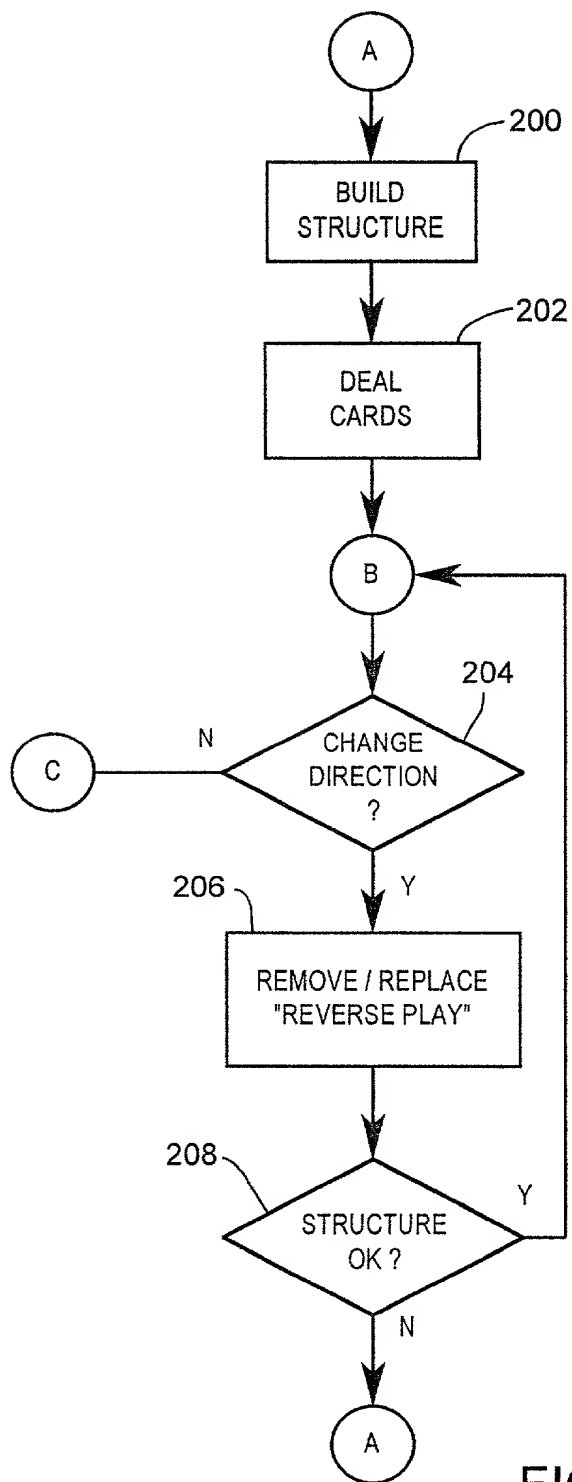 A
200
BUILD
STRUCTURE
202
DEAL
CARDS
B
204
N
CHANGE
DIRECTION
?
C
Y
206
REMOVE / REPLACE
"REVERSE PLAY"
208
Y
STRUCTURE
OK ?
N
A